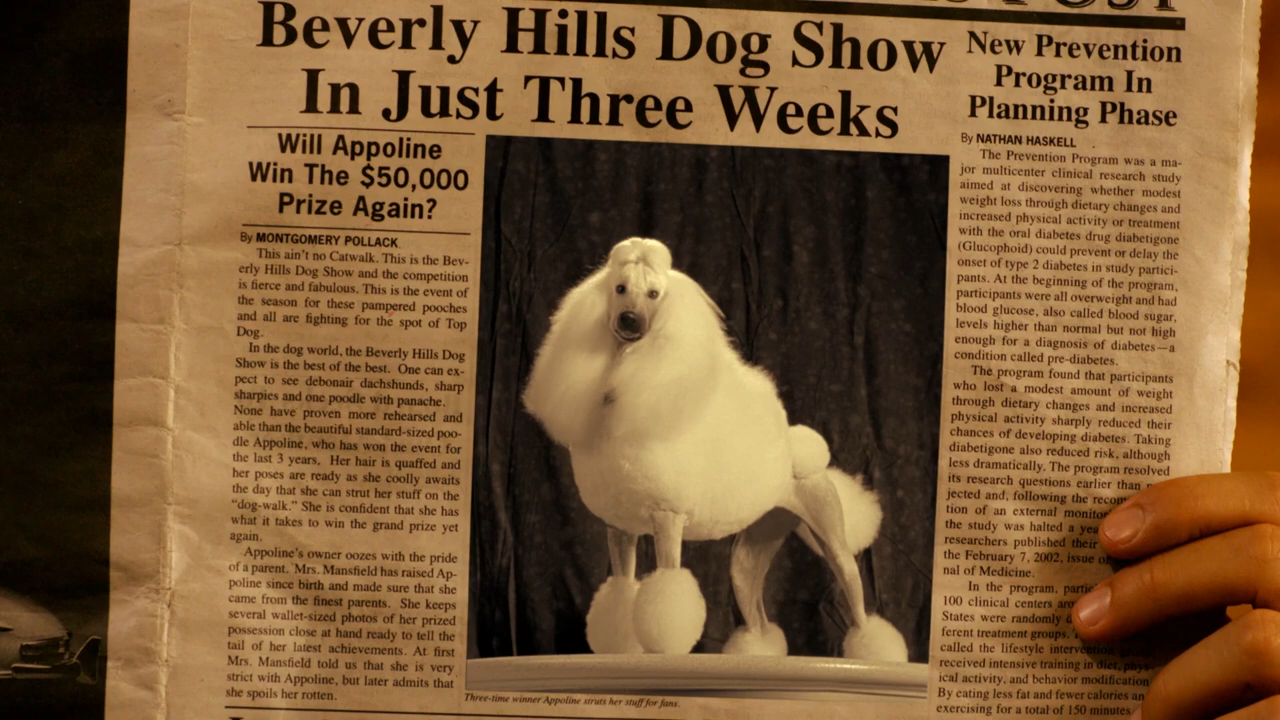 POST
Beverly Hills Dog Show
In Just Three Weeks
Will Appoline
Win The $50,000
Prize Again?
By MONTGOMERY POLLACK
This ain't no Catwalk. This is the Bev-
erly Hills Dog Show and the competition
is fierce and fabulous. This is the event of
the season for these pampered pooches
and all are fighting for the spot of Top
Dog.
In the dog world, the Beverly Hills Dog
Show is the best of the best. One can ex-
pect to see debonair dachshunds, sharp
sharpies and one poodle with panache.
None have proven more rehearsed and
able than the beautiful standard-sized poo-
dle Appoline, who has won the event for
the last 3 years. Her hair is quaffed and
her poses are ready as she coolly awaits
the day that she can strut her stuff on the
"dog-walk." She is confident that she has
what it takes to win the grand prize yet
again.
Appoline's owner oozes with the pride
of a parent. Mrs. Mansfield has raised Ap-
poline since birth and made sure that she
came from the finest parents. She keeps
several wallet-sized photos of her prized
possession close at hand ready to tell the
tail of her latest achievements. At first
Mrs. Mansfield told us that she is very
strict with Appoline, but later admits that
she spoils her rotten.
Three-time winner Appoline struts her stuff for fans.
New Prevention
Program In
Planning Phase
By NATHAN HASKELL
The Prevention Program was a ma-
jor multicenter clinical research study
aimed at discovering whether modest
weight loss through dietary changes and
increased physical activity or treatment
with the oral diabetes drug diabetigone
(Glucophoid) could prevent or delay the
onset of type 2 diabetes in study partici-
pants. At the beginning of the program,
participants were all overweight and had
blood glucose, also called blood sugar,
levels higher than normal but not high
enough for a diagnosis of diabetes—a
condition called pre-diabetes.
The program found that participants
who lost a modest amount of weight
through dietary changes and increased
physical activity sharply reduced their
chances of developing diabetes. Taking
diabetigone also reduced risk, although
less dramatically. The program resolved
its research questions earlier than
jected and, following the
tion of an external
the study was halted a
researchers published their
the February 7, 2002, issue
nal of Medicine.
In the program,
100 clinical centers
States were randomly
ferent treatment groups.
called the lifestyle
received intensive training in diet, phys-
ical activity, and behavior modification
By eating less fat and fewer calories an
exercising for a total of 150 minutes